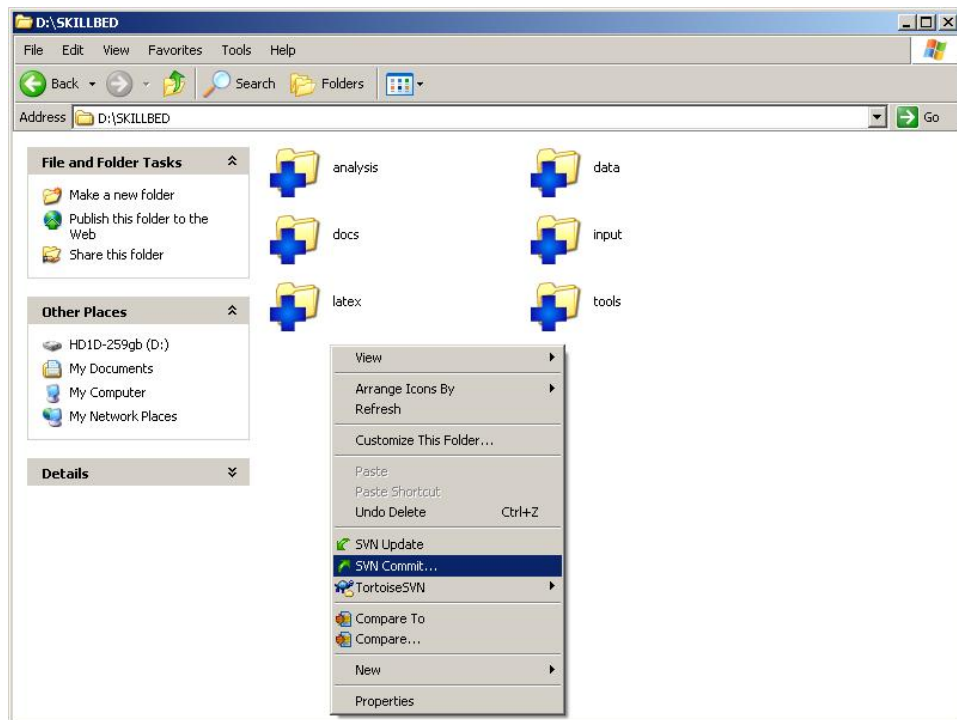 D:\SKILLBED
File Edit View Favorites Tools Help
Back Search Folders
Address D:\SKILLBED Go
File and Folder Tasks
Make a new folder
Publish this folder to the
Web
Share this folder
Other Places
HD1D-259gb (D:)
My Documents
My Computer
My Network Places
Details
analysis data
docs input
latex tools
View
Arrange Icons By
Refresh
Customize This Folder...
Paste
Paste Shortcut
Undo Delete Ctrl+Z
SVN Update
SVN Commit...
TortoiseSVN
Compare To
Compare...
New
Properties